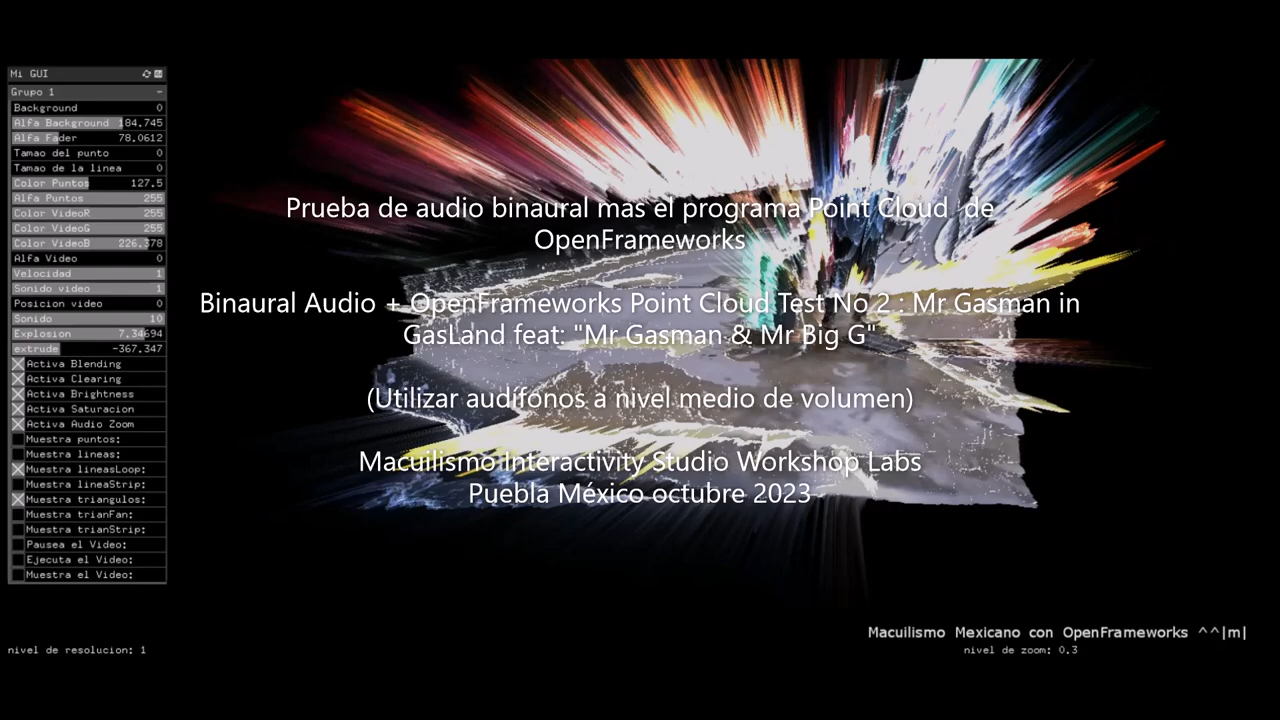 Mi GUI
Grupo 1 -
Background 0
Alfa Background 184.745
Alfa Fader 78.0612
Tamao del punto 0
Tamao de la linea 0
Color Puntos 127.5
Alfa Puntos 255
Color VideoR 255
Color VideoG 255
Color VideoB 226.378
Alfa Video 0
Velocidad 1
Sonido video 1
Posicion video 0
Sonido 10
Explosion 7.34694
extrude -367.347
Activa Blending
Activa Clearing
Activa Brightness
Activa Saturacion
Activa Audio Zoom
Muestra puntos:
Muestra lineas:
Muestra lineasLoop:
Muestra lineaStrip:
Muestra triangulos:
Muestra trianFan:
Muestra trianStrip:
Pausea el Video:
Ejecuta el Video:
Muestra el Video:
nivel de resolucion: 1
Prueba de audio binaural mas el programa Point Cloud de
OpenFrameworks
Binaural Audio + OpenFrameworks Point Cloud Test No 2 : Mr Gasman in
GasLand feat: "Mr Gasman & Mr Big G"
(Utilizar audífonos a nivel medio de volumen)
Macuilismo Interactivity Studio Workshop Labs
Puebla México octubre 2023
Macuilismo Mexicano con OpenFrameworks ^^|m|
nivel de zoom: 0.3